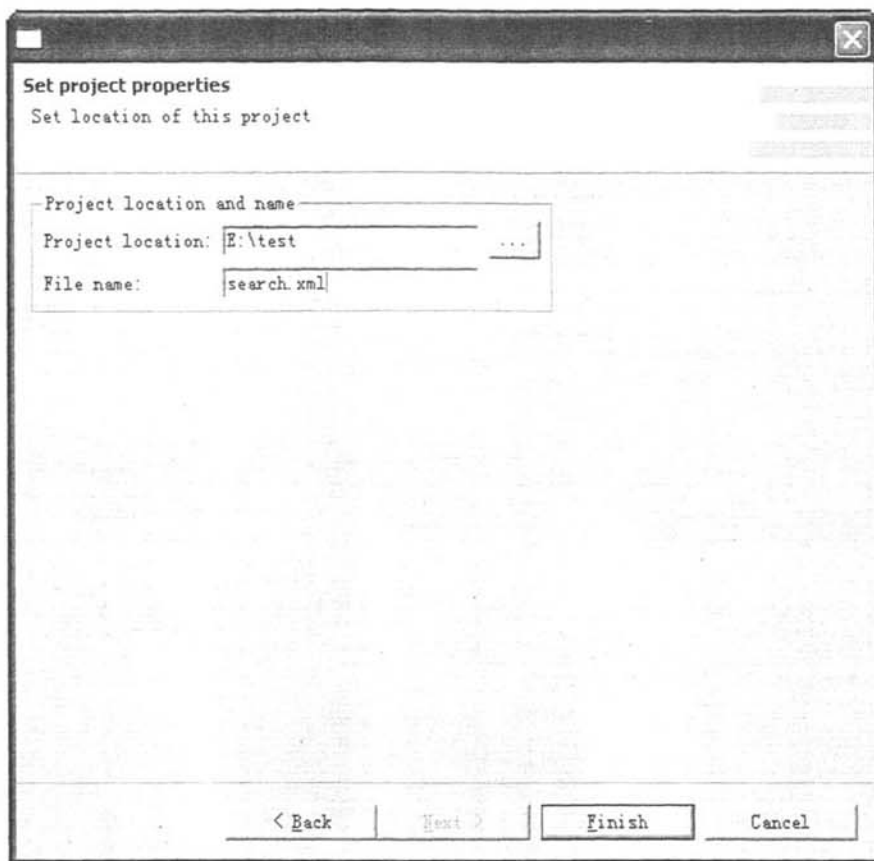 Set project properties
Set location of this project
Project location and name
Project location: E:\test ...
File name: search.xml
< Back Next > Finish Cancel